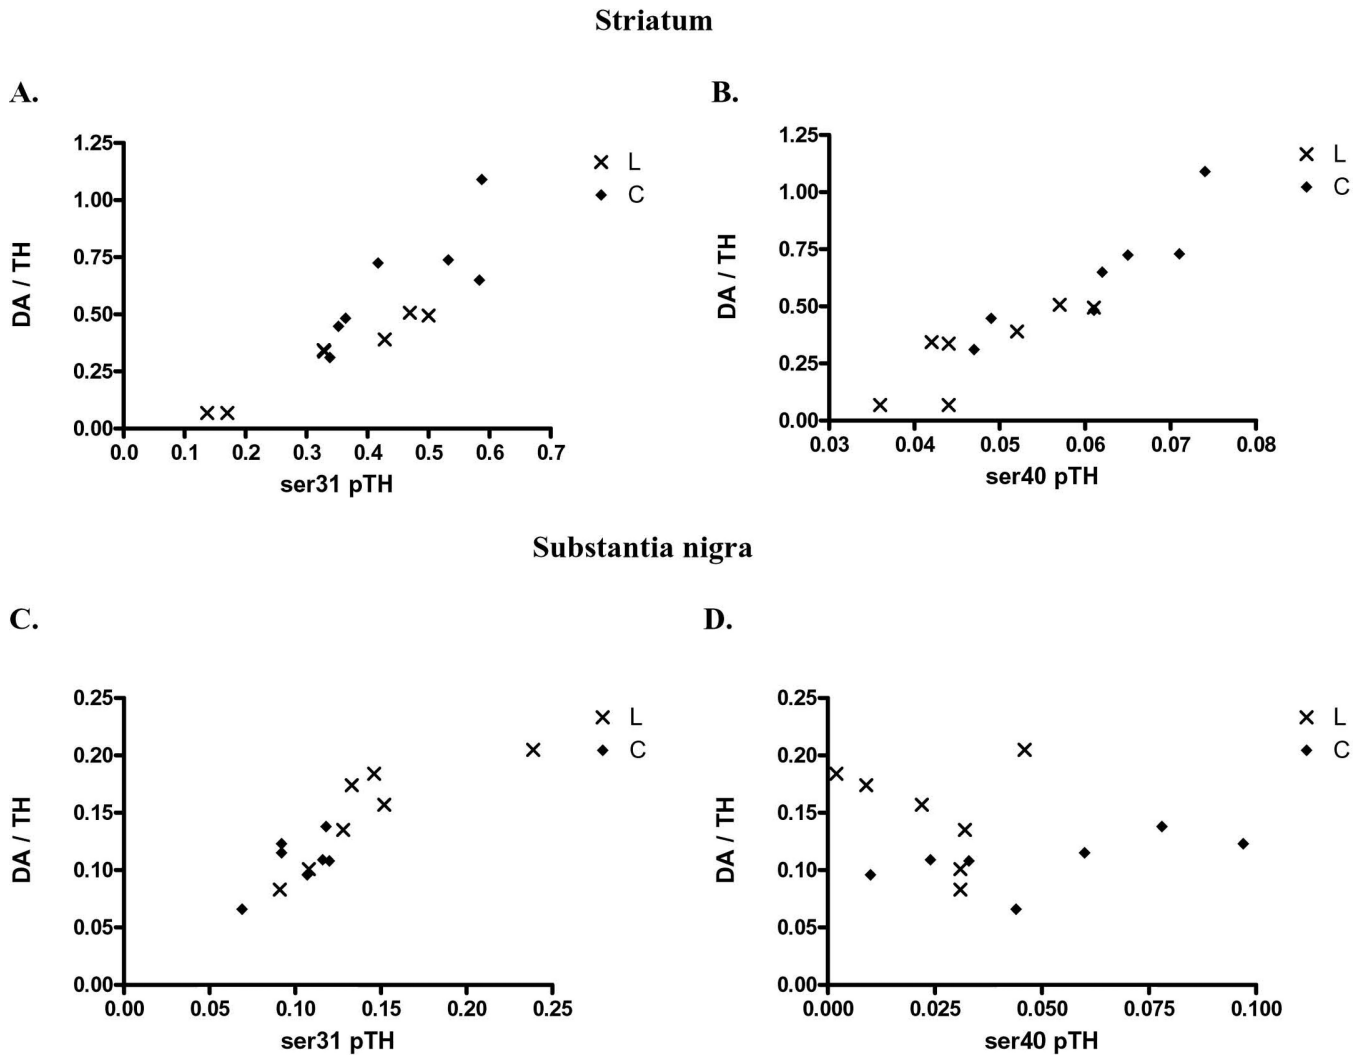 Striatum
A.
B.
1.25
1.00
0.75
0.50
0.25
0.00
DA / TH
0.0 0.1 0.2 0.3 0.4 0.5 0.6 0.7
ser31 pTH
L
C
1.25
1.00
0.75
0.50
0.25
0.00
DA / TH
0.03 0.04 0.05 0.06 0.07 0.08
ser40 pTH
L
C
Substantia nigra
C.
D.
0.25
0.20
0.15
0.10
0.05
0.00
DA / TH
0.00 0.05 0.10 0.15 0.20 0.25
ser31 pTH
L
C
0.25
0.20
0.15
0.10
0.05
0.00
DA / TH
0.000 0.025 0.050 0.075 0.100
ser40 pTH
L
C